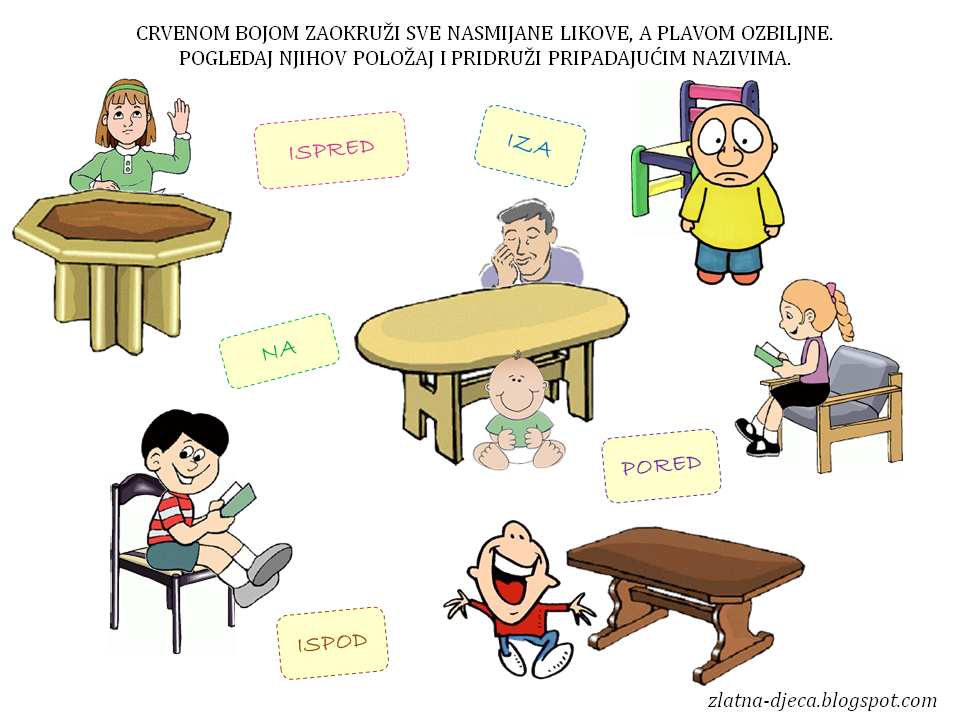 CRVENOM BOJOM ZAOKRUŽI SVE NASMIJANE LIKOVE, A PLAVOM OZBILJNE.
POGLEDAJ NJIHOV POLOŽAJ I PRIDRUŽI PRIPADAJUĆIM NAZIVIMA.
ISPRED
IZA
NA
PORED
ISPOD
zlatna-djeca.blogspot.com